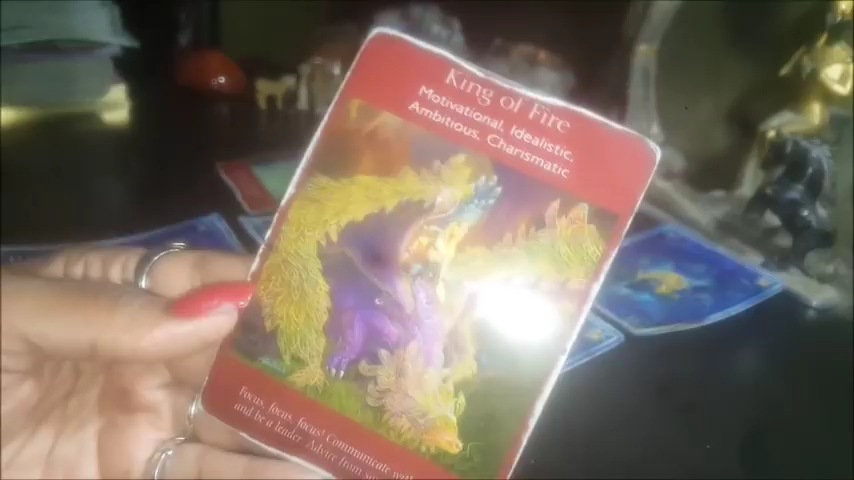 King of Fire
Motivational, Idealistic,
Ambitious, Charismatic
Focus, focus, focus! Communicate
and be a leader. Advice from